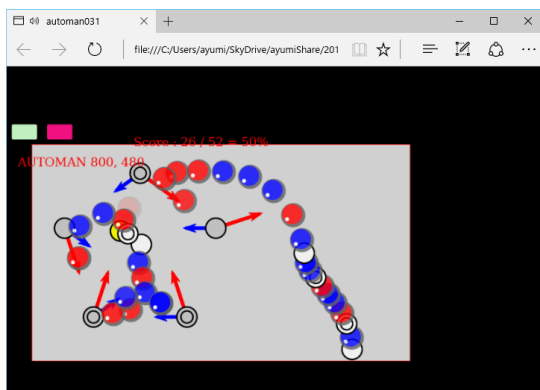 automan031
file:///C:/Users/ayumi/SkyDrive/ayumiShare/201
Score : 26 / 52 = 50%
AUTOMAN 800, 480